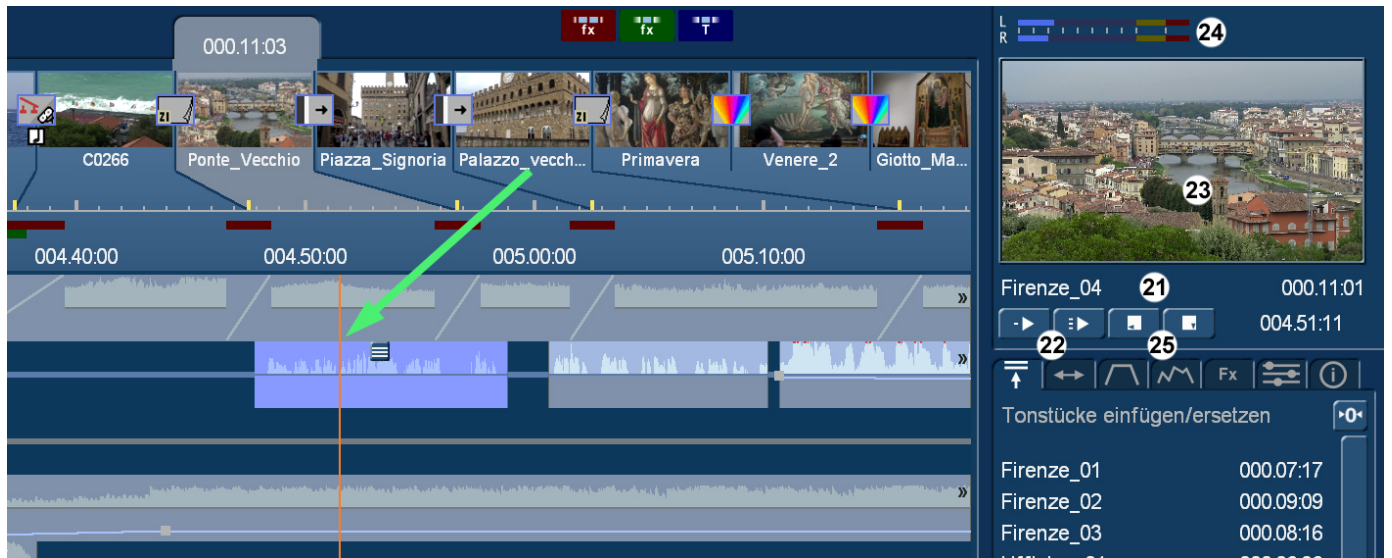 fx fx T
000.11:03
L
R
24
C0266 Ponte_Vecchio Piazza_Signoria Palazzo_vecch... Primavera Venere_2 Giotto_Ma...
23
004.40:00 004.50:00 005.00:00 005.10:00
Firenze_04 21 000.11:01
004.51:11
22 25
Fx
Tonstücke einfügen/ersetzen 0
Firenze_01 000.07:17
Firenze_02 000.09:09
Firenze_03 000.08:16